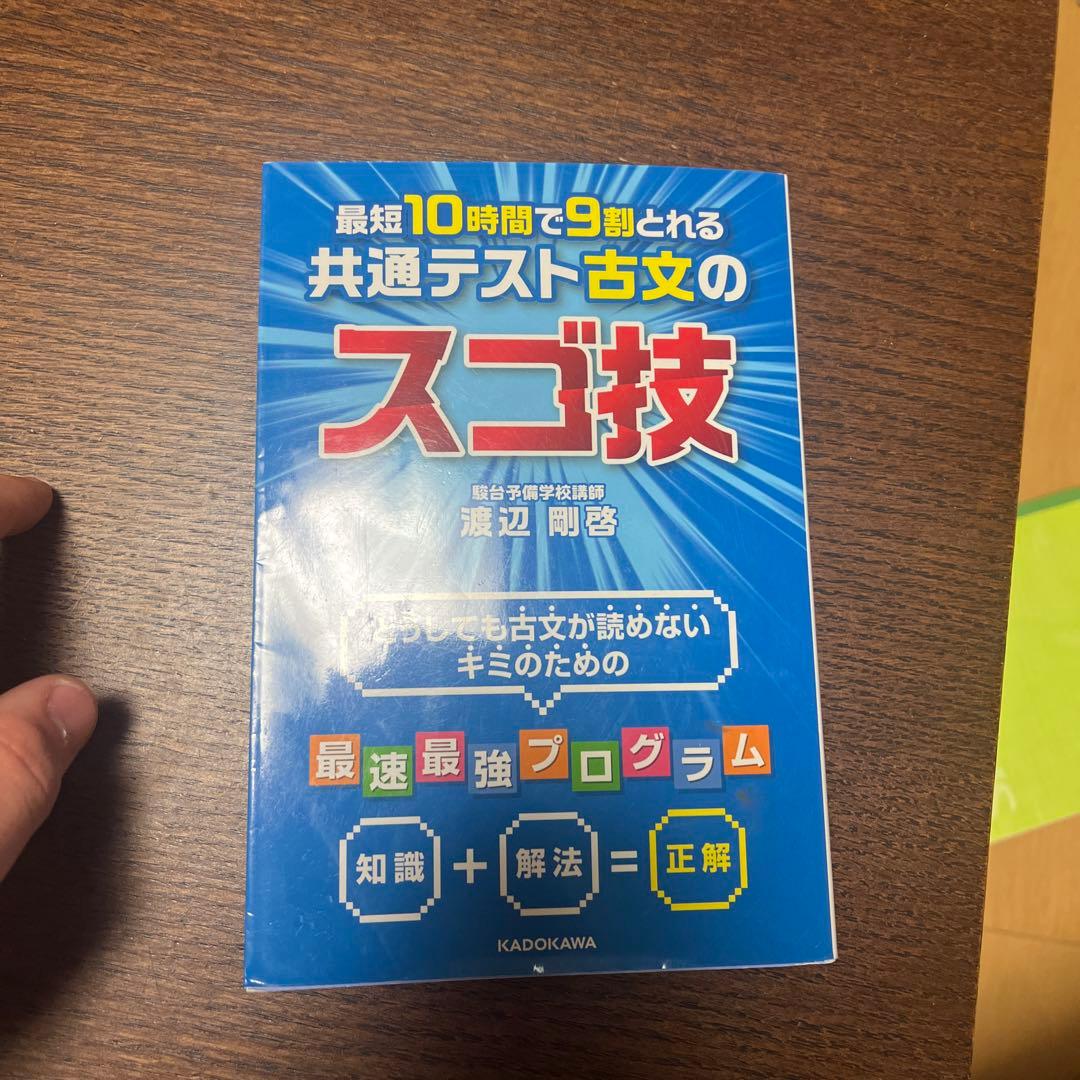 最短10時間で9割とれる
共通テスト古文の
スゴ技
駿台予備学校講師
渡辺 剛啓
どうしても古文が読めない
キミのための
最速最強プログラム
知識+解法=正解
KADOKAWA